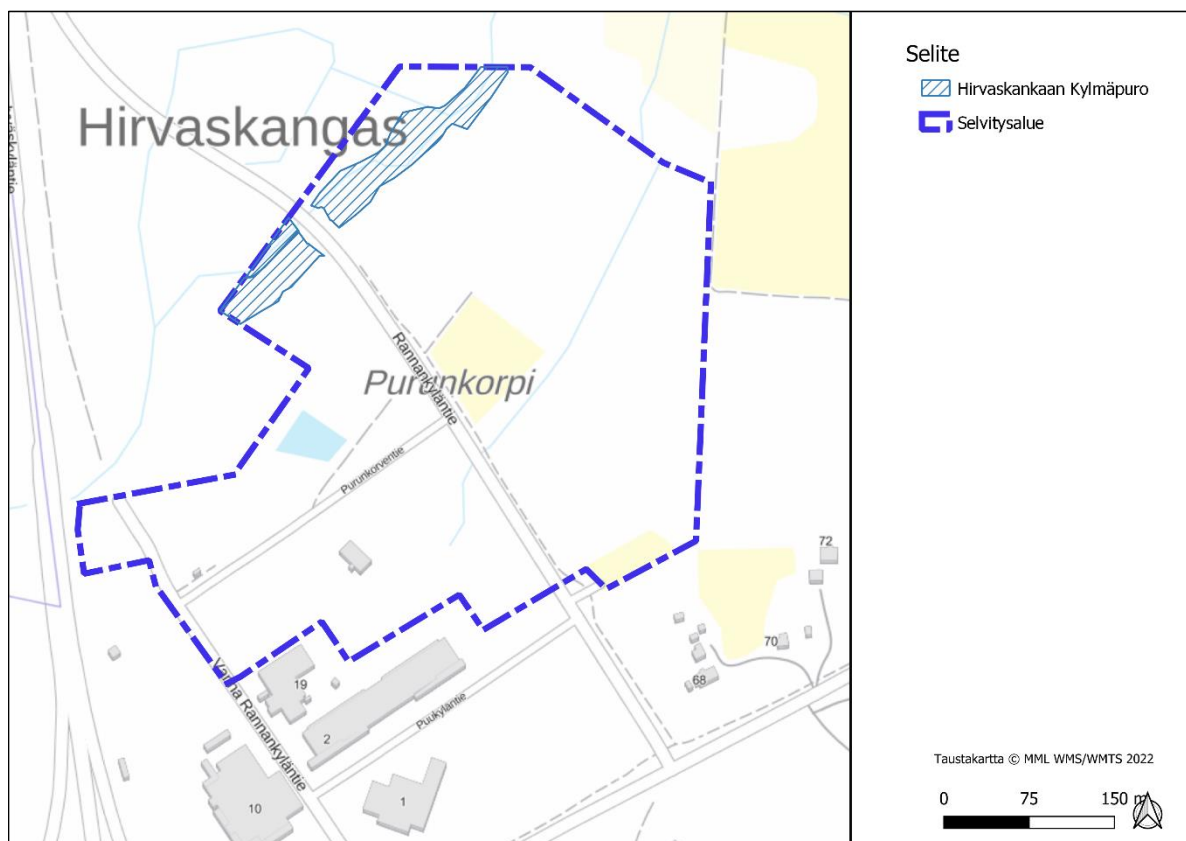 Hirvaskangas
Purunkorpi
Rannankyläntie
Purunkorventie
Vanha Rannankyläntie
Puukyläntie
19
2
10
1
72
70
68
Selite
Hirvaskankaan Kylmäpuro
Selvitysalue
Taustakartta © MML WMS/WMTS 2022
0 75 150 m